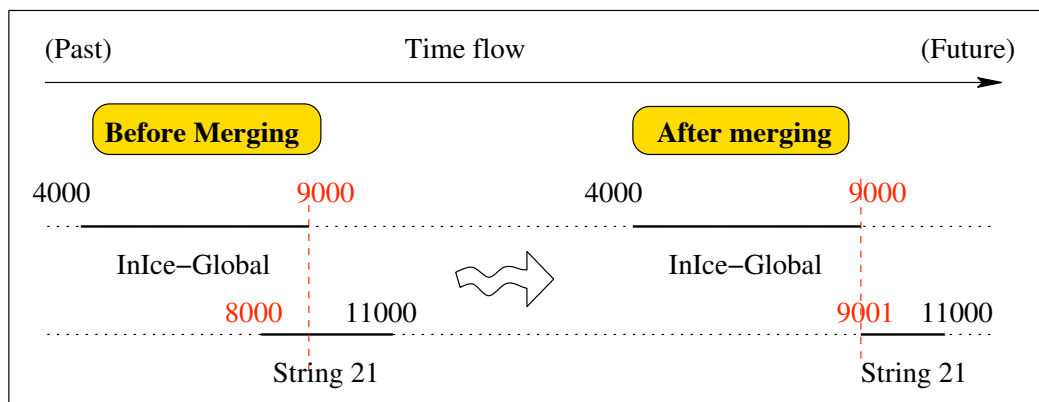 (Past) Time flow (Future)
Before Merging After merging
4000 9000 4000 9000
InIce−Global InIce−Global
8000 11000 9001 11000
String 21 String 21